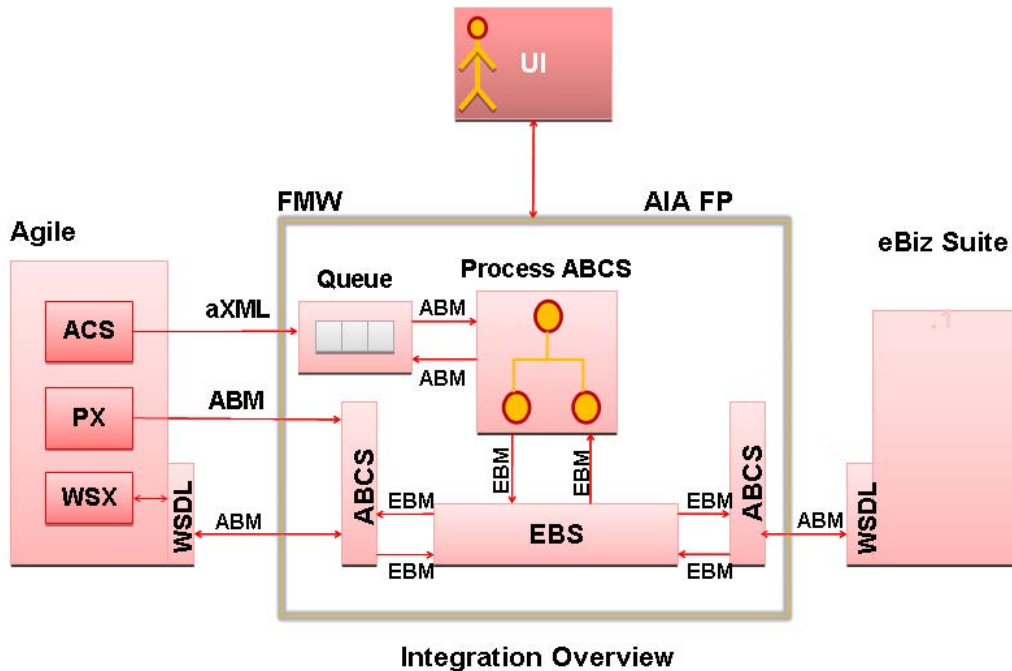 UI
FMW
AIA FP
Agile
eBiz Suite
Queue
Process ABCS
ACS
aXML
ABM
ABM
.1
PX
ABM
WSX
WSDL
ABM
ABCS
EBM
EBM
EBM
EBM
EBS
EBM
EBM
ABCS
ABM
WSDL
Integration Overview